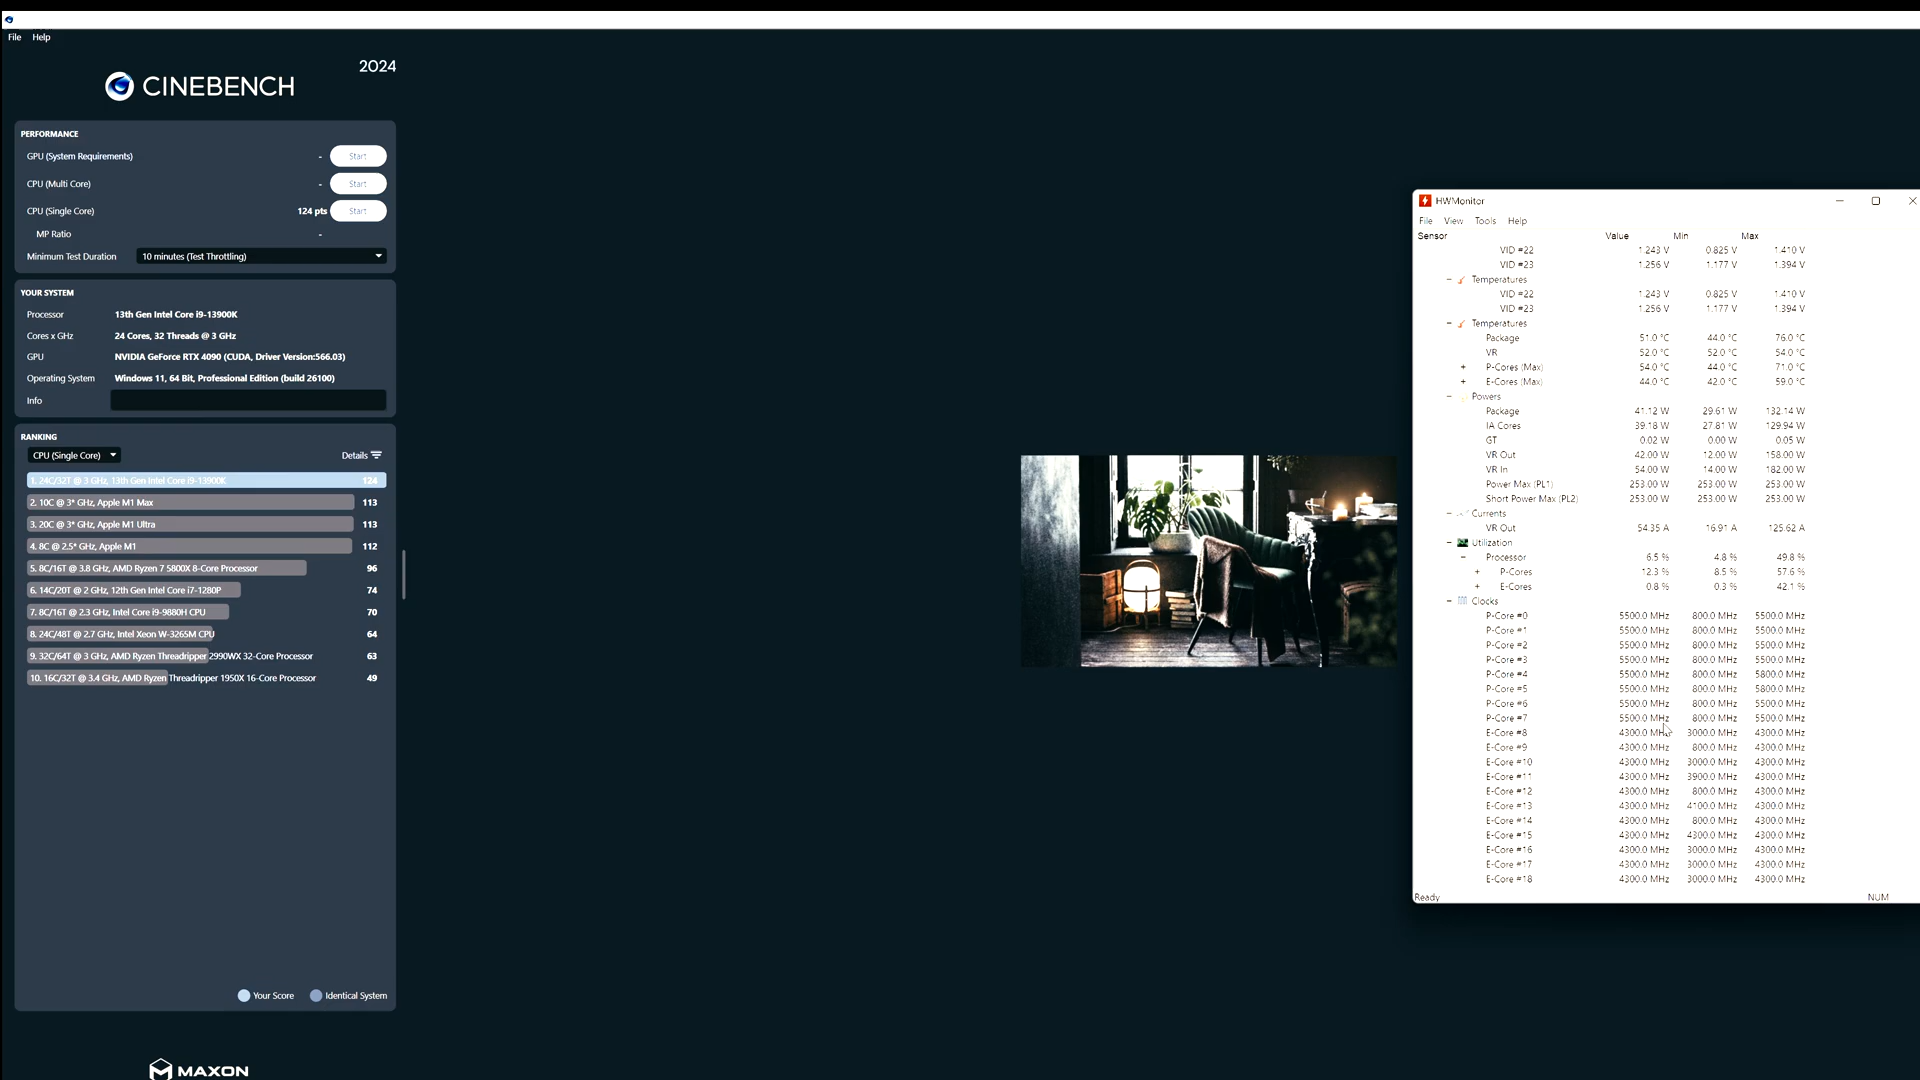 File Help
CINEBENCH 2024
PERFORMANCE
GPU (System Requirements) - Start
CPU (Multi Core) - Start
CPU (Single Core) 124 pts Start
MP Ratio -
Minimum Test Duration 10 minutes (Test Throttling)
YOUR SYSTEM
Processor 13th Gen Intel Core i9-13900K
Cores x GHz 24 Cores, 32 Threads @ 3 GHz
GPU NVIDIA GeForce RTX 4090 (CUDA, Driver Version:566.03)
Operating System Windows 11, 64 Bit, Professional Edition (build 26100)
Info
RANKING
CPU (Single Core) Details
1. 24C/32T @ 3 GHz, 13th Gen Intel Core i9-13900K 124
2. 10C @ 3* GHz, Apple M1 Max 113
3. 20C @ 3* GHz, Apple M1 Ultra 113
4. 8C @ 2.5* GHz, Apple M1 112
5. 8C/16T @ 3.8 GHz, AMD Ryzen 7 5800X 8-Core Processor 96
6. 14C/20T @ 2 GHz, 12th Gen Intel Core i7-1280P 74
7. 8C/16T @ 2.3 GHz, Intel Core i9-9880H CPU 70
8. 24C/48T @ 2.7 GHz, Intel Xeon W-3265M CPU 64
9. 32C/64T @ 3 GHz, AMD Ryzen Threadripper 2990WX 32-Core Processor 63
10. 16C/32T @ 3.4 GHz, AMD Ryzen Threadripper 1950X 16-Core Processor 49
Your Score Identical System
MAXON
HWMonitor
File View Tools Help
Sensor Value Min Max
VID #22 1.243 V 0.825 V 1.410 V
VID #23 1.256 V 1.177 V 1.394 V
Temperatures
VID #22 1.243 V 0.825 V 1.410 V
VID #23 1.256 V 1.177 V 1.394 V
Temperatures
Package 51.0 °C 44.0 °C 76.0 °C
VR 52.0 °C 52.0 °C 54.0 °C
P-Cores (Max) 54.0 °C 44.0 °C 71.0 °C
E-Cores (Max) 44.0 °C 42.0 °C 59.0 °C
Powers
Package 41.12 W 29.61 W 132.14 W
IA Cores 39.18 W 27.81 W 129.94 W
GT 0.02 W 0.00 W 0.05 W
VR Out 42.00 W 12.00 W 158.00 W
VR In 54.00 W 14.00 W 182.00 W
Power Max (PL1) 253.00 W 253.00 W 253.00 W
Short Power Max (PL2) 253.00 W 253.00 W 253.00 W
Currents
VR Out 54.35 A 16.91 A 125.62 A
Utilization
Processor 6.5 % 4.8 % 49.8 %
P-Cores 12.3 % 8.5 % 57.6 %
E-Cores 0.8 % 0.3 % 42.1 %
Clocks
P-Core #0 5500.0 MHz 800.0 MHz 5500.0 MHz
P-Core #1 5500.0 MHz 800.0 MHz 5500.0 MHz
P-Core #2 5500.0 MHz 800.0 MHz 5500.0 MHz
P-Core #3 5500.0 MHz 800.0 MHz 5500.0 MHz
P-Core #4 5500.0 MHz 800.0 MHz 5800.0 MHz
P-Core #5 5500.0 MHz 800.0 MHz 5800.0 MHz
P-Core #6 5500.0 MHz 800.0 MHz 5500.0 MHz
P-Core #7 5500.0 MHz 800.0 MHz 5500.0 MHz
E-Core #8 4300.0 MHz 3000.0 MHz 4300.0 MHz
E-Core #9 4300.0 MHz 800.0 MHz 4300.0 MHz
E-Core #10 4300.0 MHz 3000.0 MHz 4300.0 MHz
E-Core #11 4300.0 MHz 3900.0 MHz 4300.0 MHz
E-Core #12 4300.0 MHz 800.0 MHz 4300.0 MHz
E-Core #13 4300.0 MHz 4100.0 MHz 4300.0 MHz
E-Core #14 4300.0 MHz 800.0 MHz 4300.0 MHz
E-Core #15 4300.0 MHz 4300.0 MHz 4300.0 MHz
E-Core #16 4300.0 MHz 3000.0 MHz 4300.0 MHz
E-Core #17 4300.0 MHz 3000.0 MHz 4300.0 MHz
E-Core #18 4300.0 MHz 3000.0 MHz 4300.0 MHz
Ready NUM